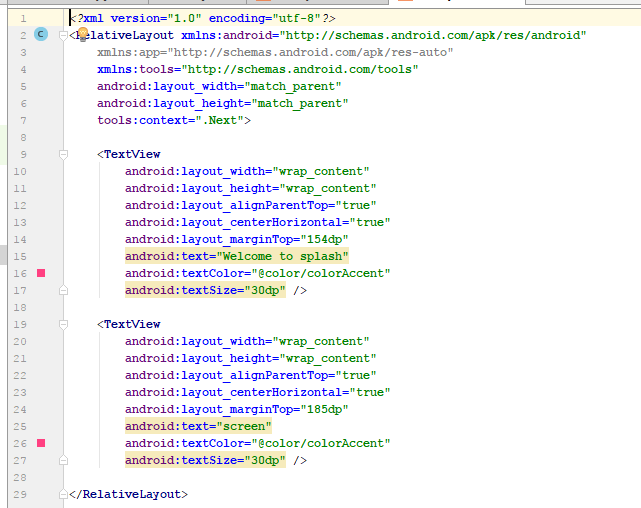 1 <?xml version="1.0" encoding="utf-8"?>
2 C <RelativeLayout xmlns:android="http://schemas.android.com/apk/res/android"
3 xmlns:app="http://schemas.android.com/apk/res-auto"
4 xmlns:tools="http://schemas.android.com/tools"
5 android:layout_width="match_parent"
6 android:layout_height="match_parent"
7 tools:context=".Next">
8
9 <TextView
10 android:layout_width="wrap_content"
11 android:layout_height="wrap_content"
12 android:layout_alignParentTop="true"
13 android:layout_centerHorizontal="true"
14 android:layout_marginTop="154dp"
15 android:text="Welcome to splash"
16 android:textColor="@color/colorAccent"
17 android:textSize="30dp" />
18
19 <TextView
20 android:layout_width="wrap_content"
21 android:layout_height="wrap_content"
22 android:layout_alignParentTop="true"
23 android:layout_centerHorizontal="true"
24 android:layout_marginTop="185dp"
25 android:text="screen"
26 android:textColor="@color/colorAccent"
27 android:textSize="30dp" />
28
29 </RelativeLayout>